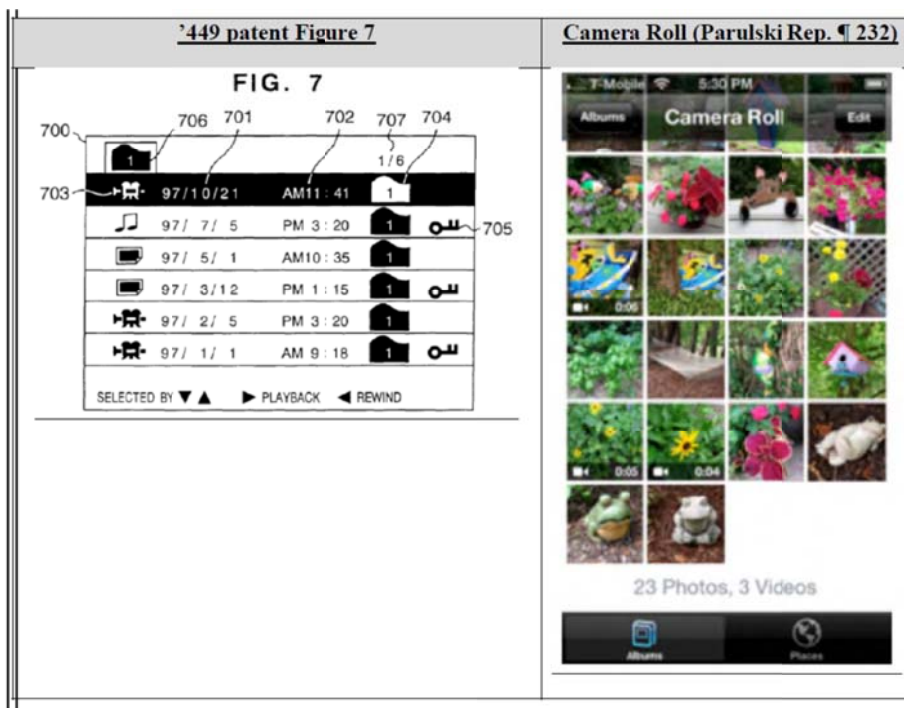 '449 patent Figure 7
Camera Roll (Parulski Rep. ¶ 232)
FIG. 7
700 706 701 702 707 704
1 1/6
703 97/10/21 AM11:41 1
97/ 7/ 5 PM 3:20 1 705
97/ 5/ 1 AM10:35 1
97/ 3/12 PM 1:15 1
97/ 2/ 5 PM 3:20 1
97/ 1/ 1 AM 9:18 1
SELECTED BY ▼ ▲ ▶ PLAYBACK ◀ REWIND
T-Mobile 5:30 PM
Albums Camera Roll Edit
0:06
0:05 0:04
23 Photos, 3 Videos
Albums Places